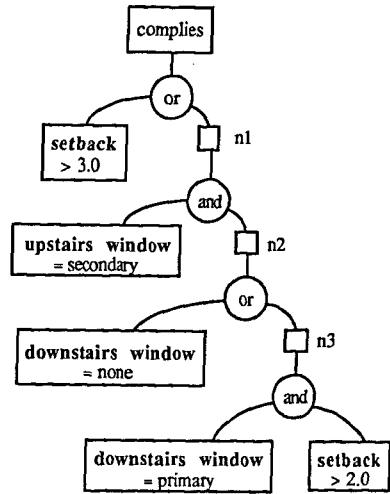 complies
or
setback
> 3.0
n1
and
upstairs window
= secondary
n2
or
downstairs window
= none
n3
and
downstairs window
= primary
setback
> 2.0